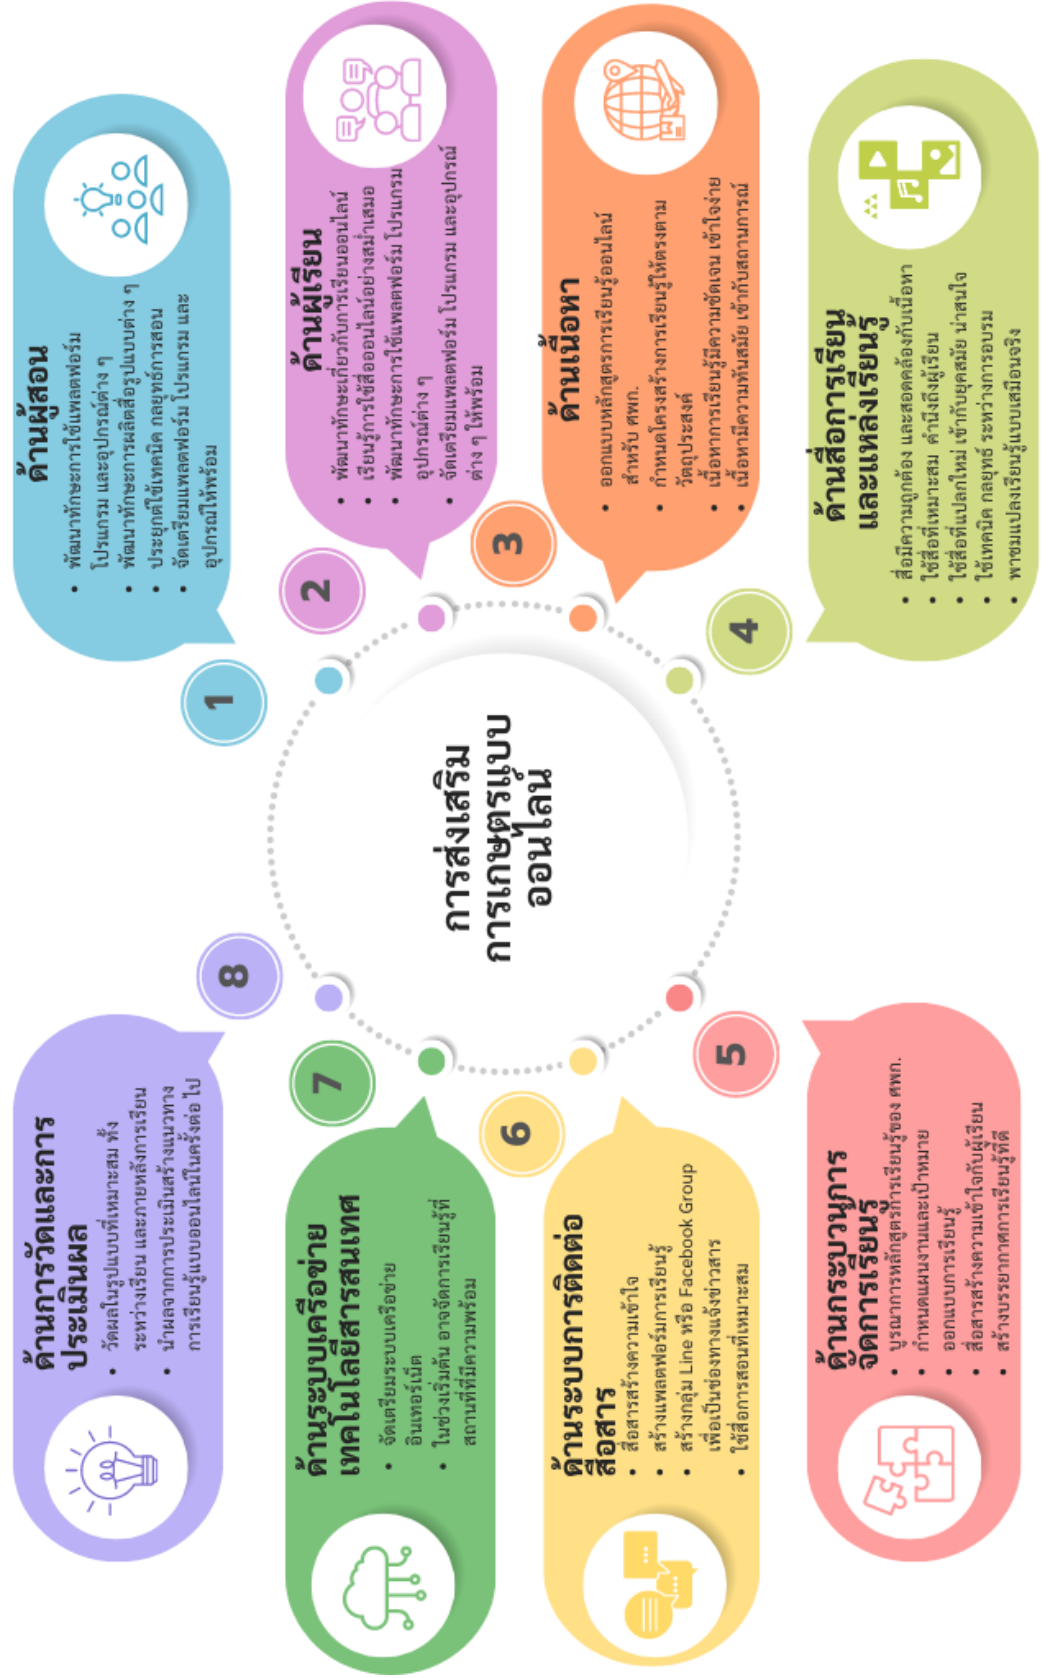 การส่งเสริม
การเกษตรแบบ
ออนไลน์
1
ด้านผู้สอน
• พัฒนาทักษะการใช้แพลตฟอร์ม
โปรแกรม และอุปกรณ์ต่าง ๆ
• พัฒนาทักษะการผลิตสื่อรูปแบบต่าง ๆ
• ประยุกต์ใช้เทคนิค กลยุทธ์การสอน
• จัดเตรียมแพลตฟอร์ม โปรแกรม และ
อุปกรณ์ให้พร้อม
2
ด้านผู้เรียน
• พัฒนาทักษะเกี่ยวกับการเรียนออนไลน์
• เรียนรู้การใช้สื่อออนไลน์อย่างสม่ำเสมอ
• พัฒนาทักษะการใช้แพลตฟอร์ม โปรแกรม
อุปกรณ์ต่าง ๆ
• จัดเตรียมแพลตฟอร์ม โปรแกรม และอุปกรณ์
ต่าง ๆ ให้พร้อม
3
ด้านเนื้อหา
• ออกแบบหลักสูตรการเรียนรู้ออนไลน์
สำหรับ ศพก.
• กำหนดโครงสร้างการเรียนรู้ให้ตรงตาม
วัตถุประสงค์
• เนื้อหาการเรียนรู้มีความชัดเจน เข้าใจง่าย
• เนื้อหามีความทันสมัย เข้ากับสถานการณ์
4
ด้านสื่อการเรียน
และแหล่งเรียนรู้
• สื่อมีความถูกต้อง และสอดคล้องกับเนื้อหา
• ใช้สื่อที่เหมาะสม คำนึงถึงผู้เรียน
• ใช้สื่อที่แปลกใหม่ เข้ากับยุคสมัย น่าสนใจ
• ใช้เทคนิค กลยุทธ์ ระหว่างการอบรม
• พาชมแปลงเรียนรู้แบบเสมือนจริง
5
ด้านกระบวนการ
จัดการเรียนรู้
• บูรณาการหลักสูตรการเรียนรู้ของ ศพก.
• กำหนดแผนงานและเป้าหมาย
• ออกแบบการเรียนรู้
• สื่อสารสร้างความเข้าใจกับผู้เรียน
• สร้างบรรยากาศการเรียนรู้ที่ดี
6
ด้านระบบการติดต่อ
สื่อสาร
• สื่อสารสร้างความเข้าใจ
• สร้างแพลตฟอร์มการเรียนรู้
• สร้างกลุ่ม Line หรือ Facebook Group
เพื่อเป็นช่องทางแจ้งข่าวสาร
• ใช้สื่อการสอนที่เหมาะสม
7
ด้านระบบเครือข่าย
เทคโนโลยีสารสนเทศ
• จัดเตรียมระบบเครือข่าย
อินเทอร์เน็ต
• ในช่วงเริ่มต้น อาจจัดการเรียนรู้ที่
สถานที่ที่มีความพร้อม
8
ด้านการวัดและการ
ประเมินผล
• วัดผลในรูปแบบที่เหมาะสม ทั้ง
ระหว่างเรียน และภายหลังการเรียน
• นำผลจากการประเมินสร้างแนวทาง
การเรียนรู้แบบออนไลน์ในครั้งต่อ ไป